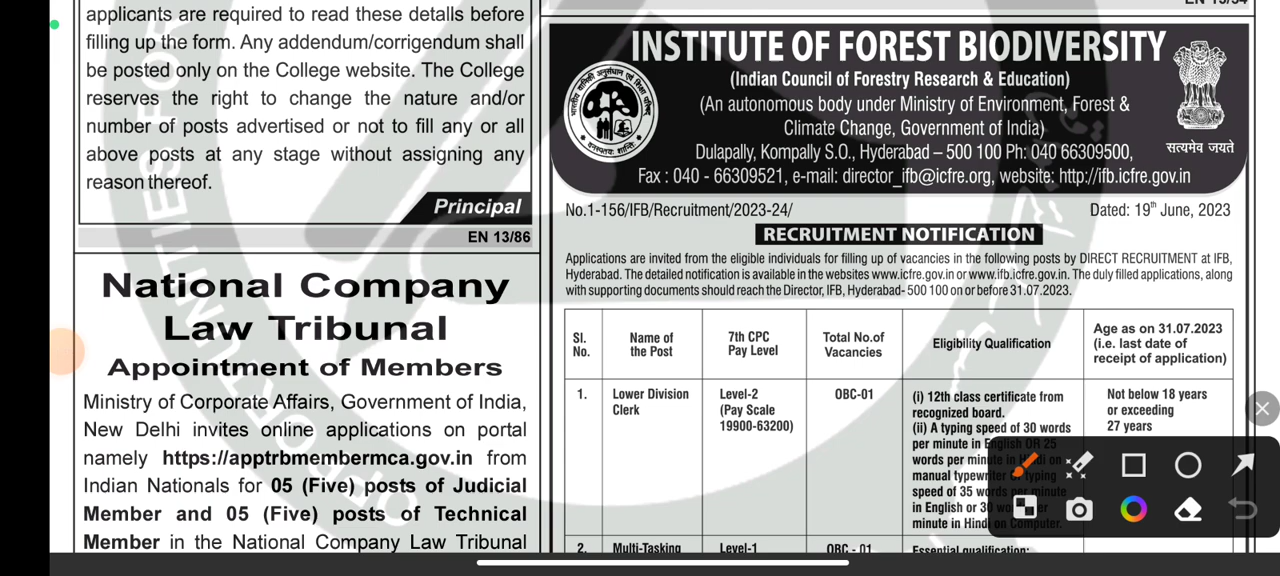 applicants are required to read these details before
filling up the form. Any addendum/corrigendum shall
be posted only on the College website. The College
reserves the right to change the nature and/or
number of posts advertised or not to fill any or all
above posts at any stage without assigning any
reason thereof.
Principal
EN 13/86
National Company
Law Tribunal
Appointment of Members
Ministry of Corporate Affairs, Government of India,
New Delhi invites online applications on portal
namely https://apptrbmembermca.gov.in from
Indian Nationals for 05 (Five) posts of Judicial
Member and 05 (Five) posts of Technical
Member in the National Company Law Tribunal
INSTITUTE OF FOREST BIODIVERSITY
(Indian Council of Forestry Research & Education)
(An autonomous body under Ministry of Environment, Forest &
Climate Change, Government of India)
Dulapally, Kompally S.O., Hyderabad – 500 100 Ph: 040 66309500,
Fax : 040 - 66309521, e-mail: director_ifb@icfre.org, website: http://ifb.icfre.gov.in
सत्यमेव जयते
No.1-156/IFB/Recruitment/2023-24/
Dated: 19th June, 2023
RECRUITMENT NOTIFICATION
Applications are invited from the eligible individuals for filling up of vacancies in the following posts by DIRECT RECRUITMENT at IFB,
Hyderabad. The detailed notification is available in the websites www.icfre.gov.in or www.ifb.icfre.gov.in. The duly filled applications, along
with supporting documents should reach the Director, IFB, Hyderabad- 500 100 on or before 31.07.2023.
Sl. No.
Name of the Post
7th CPC Pay Level
Total No.of Vacancies
Eligibility Qualification
Age as on 31.07.2023
(i.e. last date of
receipt of application)
1.
Lower Division
Clerk
Level-2
(Pay Scale
19900-63200)
OBC-01
(i) 12th class certificate from
recognized board.
(ii) A typing speed of 30 words
per minute in English OR 25
words per minute in Hindi on
manual typewriter Or typing
speed of 35 words per minute
in English or 30 words per
minute in Hindi on Computer.
Not below 18 years
or exceeding
27 years
2.
Multi-Tasking
Level-1
OBC - 01
Essential qualification: